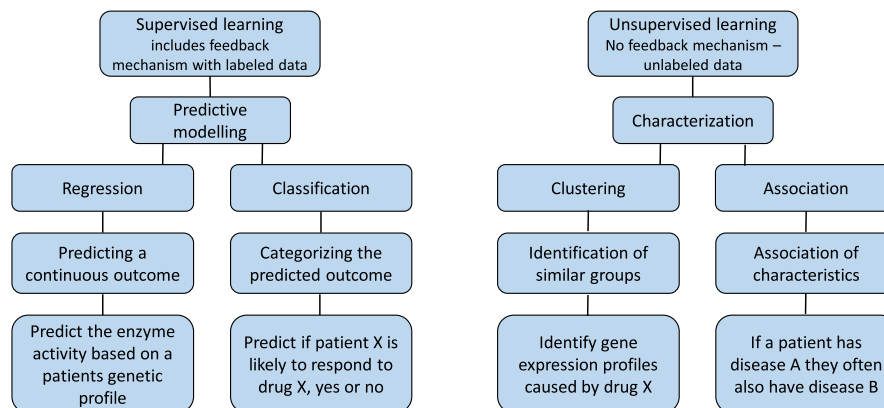 Supervised learning
includes feedback
mechanism with labeled data
Predictive
modelling
Regression
Classification
Predicting a
continuous outcome
Categorizing the
predicted outcome
Predict the enzyme
activity based on a
patients genetic
profile
Predict if patient X is
likely to respond to
drug X, yes or no
Unsupervised learning
No feedback mechanism –
unlabeled data
Characterization
Clustering
Association
Identification of
similar groups
Association of
characteristics
Identify gene
expression profiles
caused by drug X
If a patient has
disease A they often
also have disease B